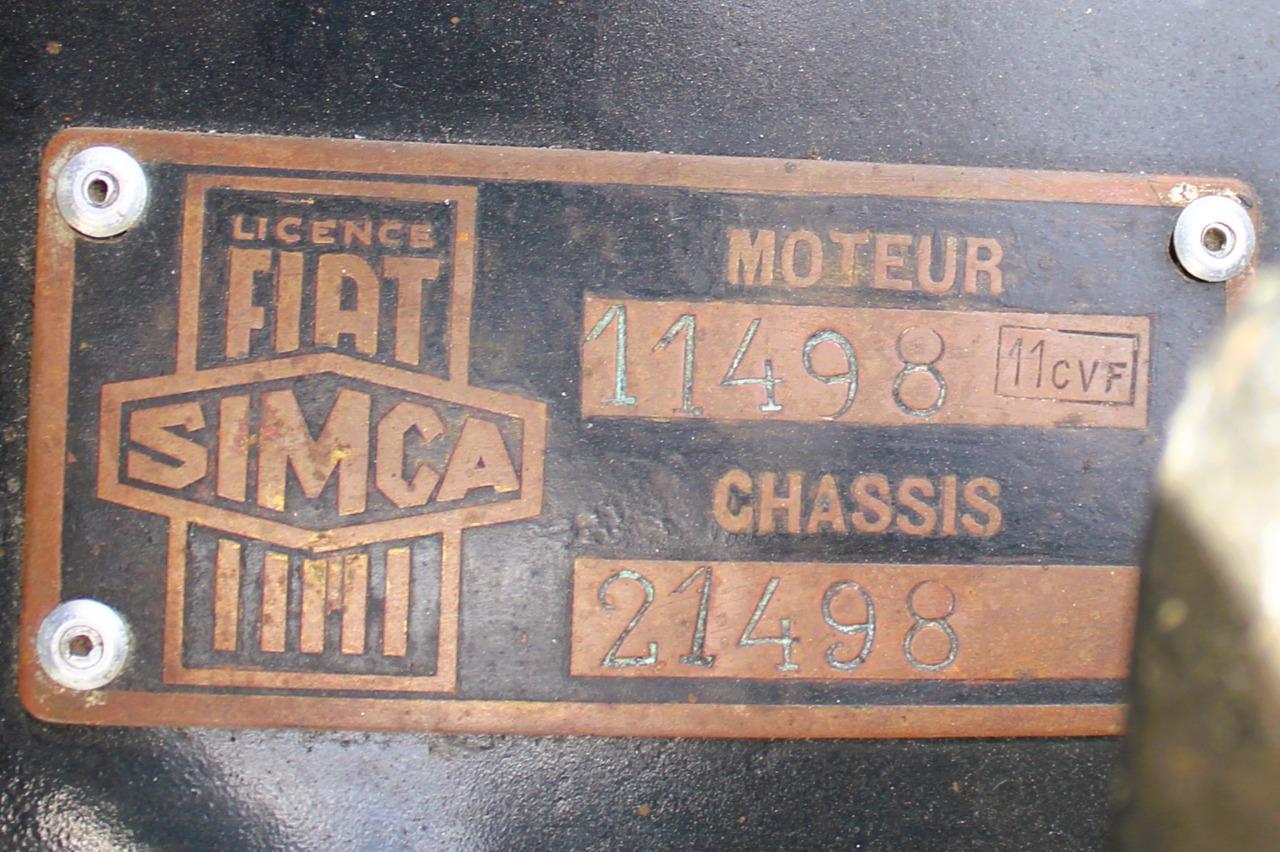 LICENCE
FIAT
SIMCA
MOTEUR
11498 11CVF
CHASSIS
21498